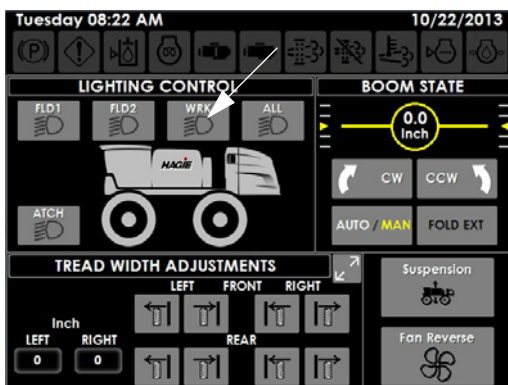 Tuesday 08:22 AM 10/22/2013
(P)
LIGHTING CONTROL
FLD1 FLD2 WRK ALL
HAGIE
ATCH
BOOM STATE
0.0
Inch
CW CCW
AUTO / MAN FOLD EXT
TREAD WIDTH ADJUSTMENTS
LEFT FRONT RIGHT
Inch
LEFT RIGHT
0 0
REAR
Suspension
Fan Reverse